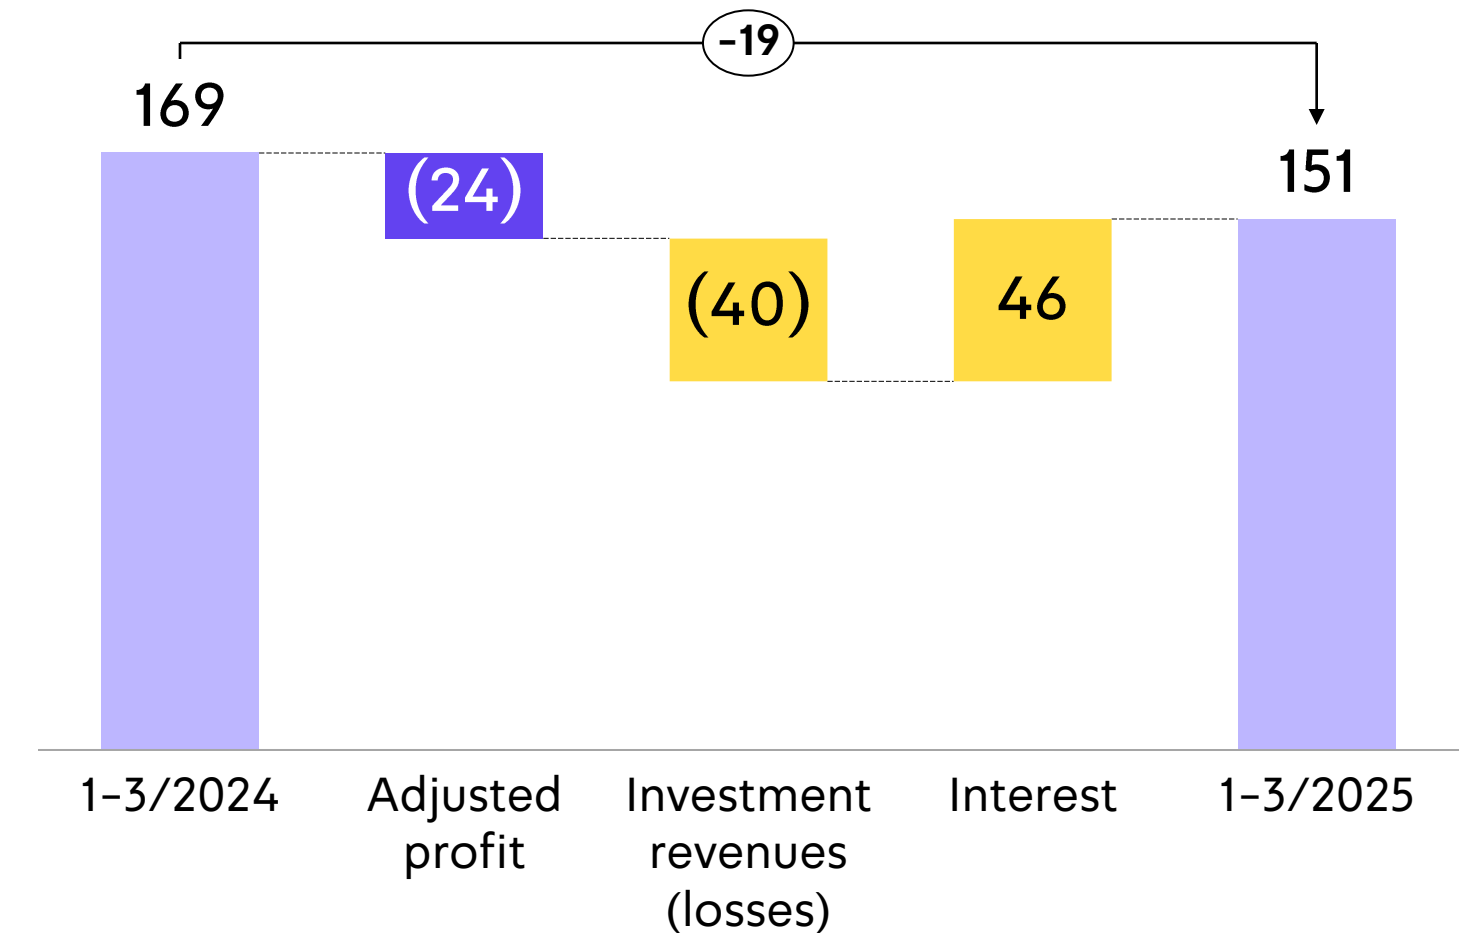 -19
169
(24)
(40)
46
151
1-3/2024
Adjusted
profit
Investment
revenues
(losses)
Interest
1-3/2025